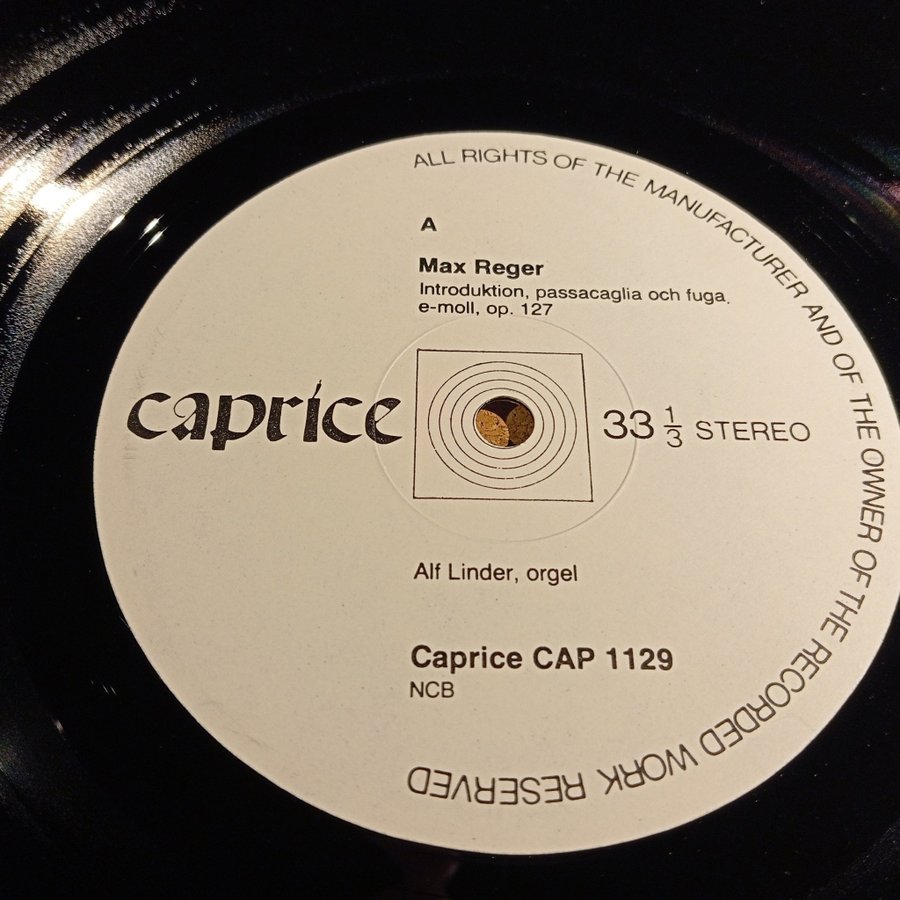 ALL RIGHTS OF THE MANUFACTURER AND OF THE OWNER OF THE RECORDED WORK RESERVED
A
Max Reger
Introduktion, passacaglia och fuga,
e-moll, op. 127
caprice
33 1/3 STEREO
Alf Linder, orgel
Caprice CAP 1129
NCB